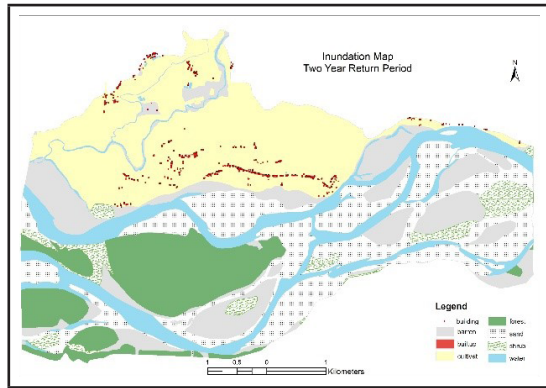 Inundation Map
Two Year Return Period
N
Legend
building
barren
builtup
cultivat
forest
sand
shrub
water
1 0.5 0 1
Kilometers